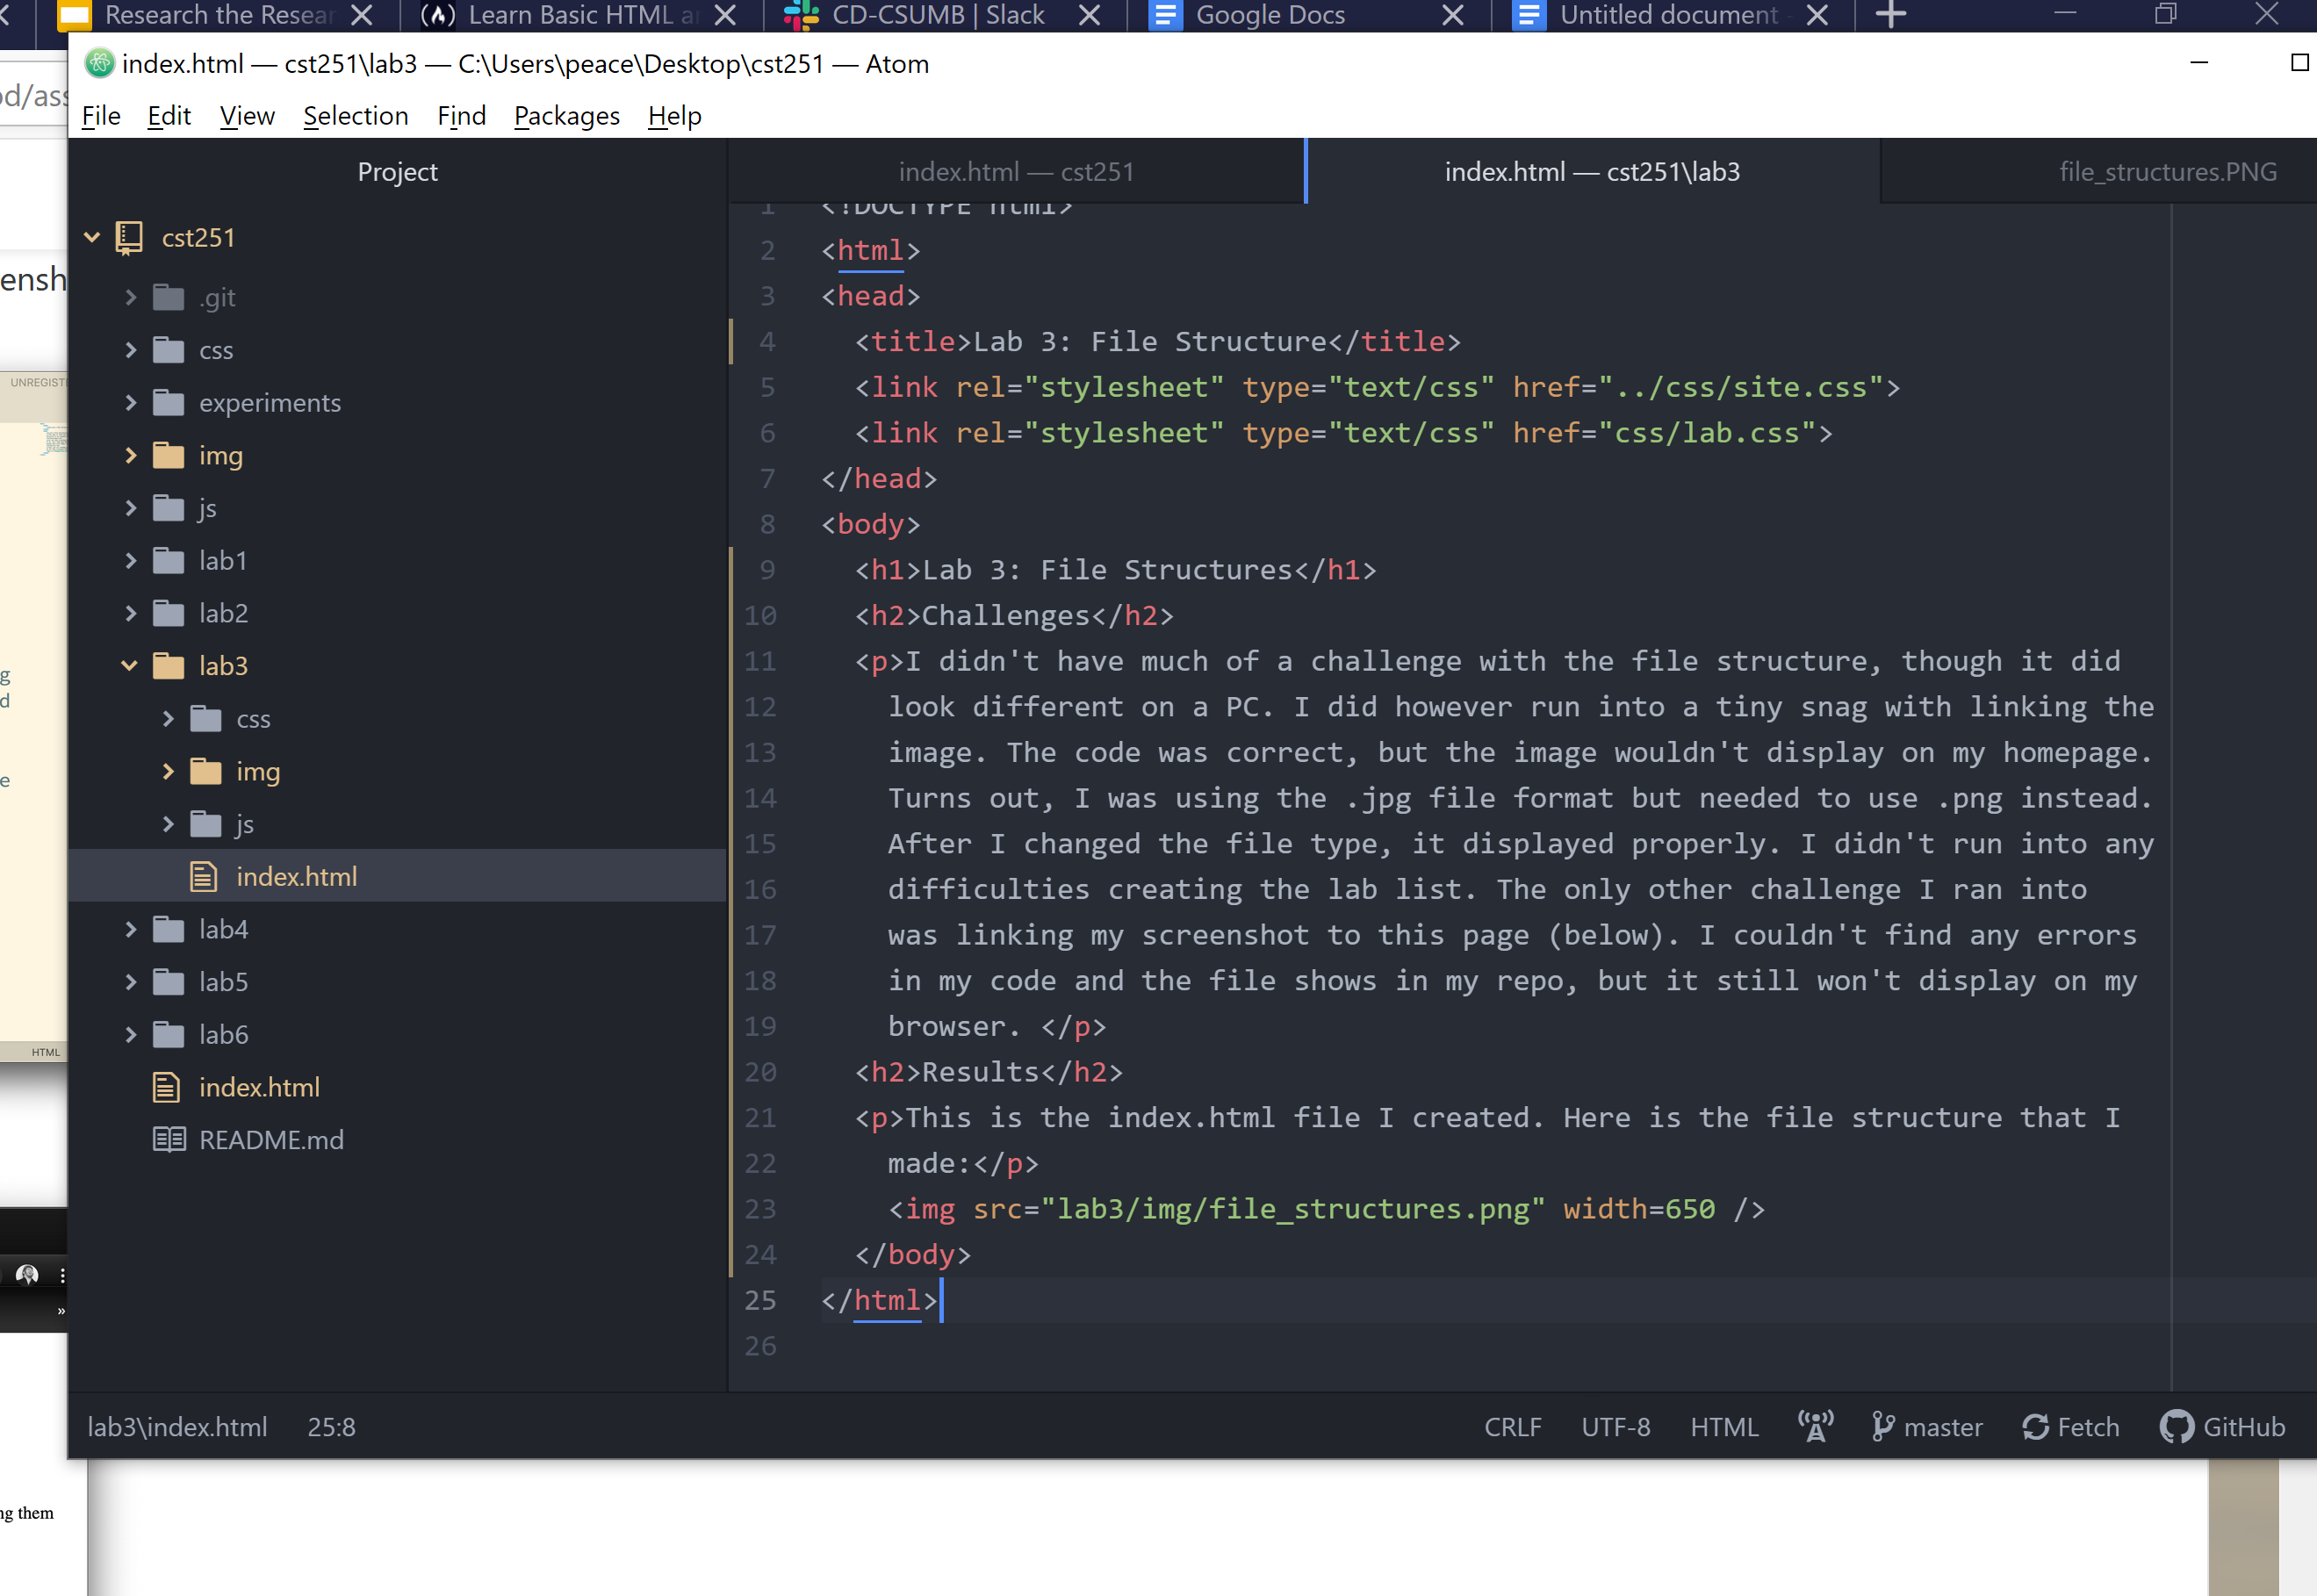 Research the Resear
Learn Basic HTML
CD-CSUMB | Slack
Google Docs
Untitled document
index.html — cst251\lab3 — C:\Users\peace\Desktop\cst251 — Atom
File Edit View Selection Find Packages Help
Project
index.html — cst251
index.html — cst251\lab3
file_structures.PNG
cst251
.git
css
experiments
img
js
lab1
lab2
lab3
css
img
js
index.html
lab4
lab5
lab6
index.html
README.md
1 <!DOCTYPE html>
2 <html>
3 <head>
4 <title>Lab 3: File Structure</title>
5 <link rel="stylesheet" type="text/css" href="../css/site.css">
6 <link rel="stylesheet" type="text/css" href="css/lab.css">
7 </head>
8 <body>
9 <h1>Lab 3: File Structures</h1>
10 <h2>Challenges</h2>
11 <p>I didn't have much of a challenge with the file structure, though it did
12 look different on a PC. I did however run into a tiny snag with linking the
13 image. The code was correct, but the image wouldn't display on my homepage.
14 Turns out, I was using the .jpg file format but needed to use .png instead.
15 After I changed the file type, it displayed properly. I didn't run into any
16 difficulties creating the lab list. The only other challenge I ran into
17 was linking my screenshot to this page (below). I couldn't find any errors
18 in my code and the file shows in my repo, but it still won't display on my
19 browser. </p>
20 <h2>Results</h2>
21 <p>This is the index.html file I created. Here is the file structure that I
22 made:</p>
23 <img src="lab3/img/file_structures.png" width=650 />
24 </body>
25 </html>
26
lab3\index.html 25:8
CRLF UTF-8 HTML master Fetch GitHub
od/ass
ensh
UNREGIST
g
d
e
HTML
»
ng them